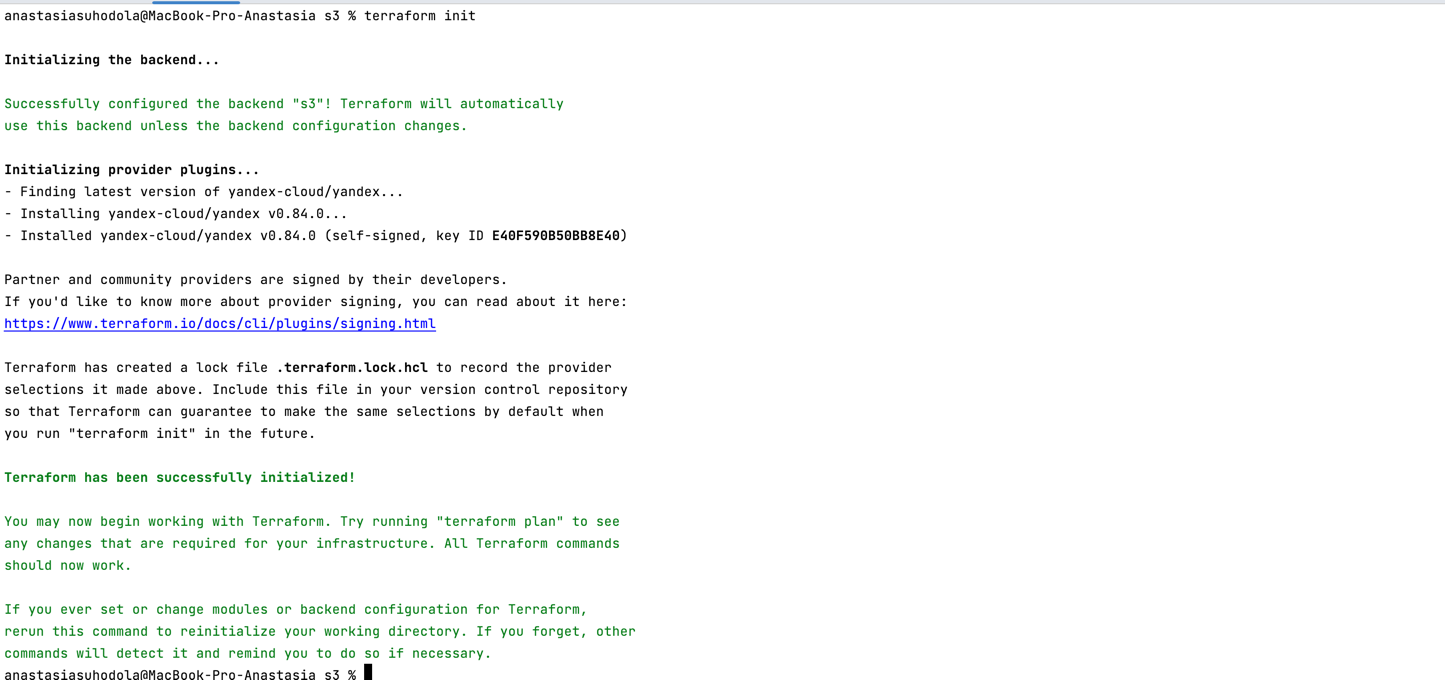 anastasiasuhodola@MacBook-Pro-Anastasia s3 % terraform init
Initializing the backend...
Successfully configured the backend "s3"! Terraform will automatically
use this backend unless the backend configuration changes.
Initializing provider plugins...
- Finding latest version of yandex-cloud/yandex...
- Installing yandex-cloud/yandex v0.84.0...
- Installed yandex-cloud/yandex v0.84.0 (self-signed, key ID E40F590B50BB8E40)
Partner and community providers are signed by their developers.
If you'd like to know more about provider signing, you can read about it here:
https://www.terraform.io/docs/cli/plugins/signing.html
Terraform has created a lock file .terraform.lock.hcl to record the provider
selections it made above. Include this file in your version control repository
so that Terraform can guarantee to make the same selections by default when
you run "terraform init" in the future.
Terraform has been successfully initialized!
You may now begin working with Terraform. Try running "terraform plan" to see
any changes that are required for your infrastructure. All Terraform commands
should now work.
If you ever set or change modules or backend configuration for Terraform,
rerun this command to reinitialize your working directory. If you forget, other
commands will detect it and remind you to do so if necessary.
anastasiasuhodola@MacBook-Pro-Anastasia s3 %